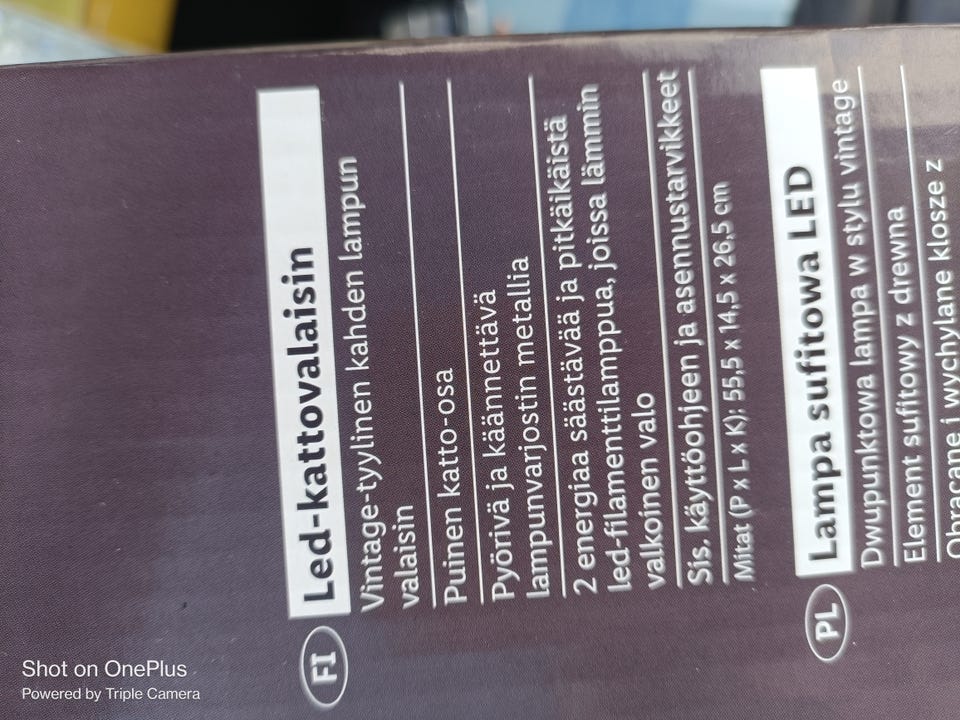 FI
Led-kattovalaisin
Vintage-tyylinen kahden lampun
valaisin
Puinen katto-osa
Pyörivä ja käännettävä
lampunvarjostin metallia
2 energiaa säästävää ja pitkäikäistä
led-filamenttilamppua, joissa lämmin
valkoinen valo
Sis. käyttöohjeen ja asennustarvikkeet
Mitat (P x L x K): 55,5 x 14,5 x 26,5 cm
PL
Lampa sufitowa LED
Dwupunktowa lampa w stylu vintage
Element sufitowy z drewna
Obracane i wychylane klosze z
Shot on OnePlus
Powered by Triple Camera